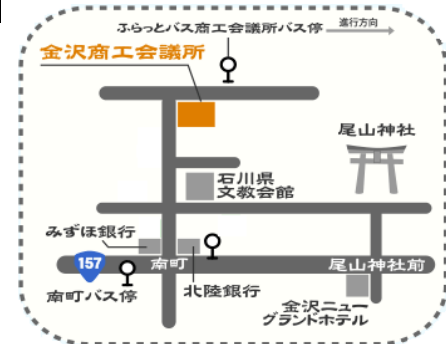 ふらっとバス商工会議所バス停
進行方向
金沢商工会議所
尾山神社
石川県
文教会館
みずほ銀行
157
南町
尾山神社前
南町バス停
北陸銀行
金沢ニュー
グランドホテル